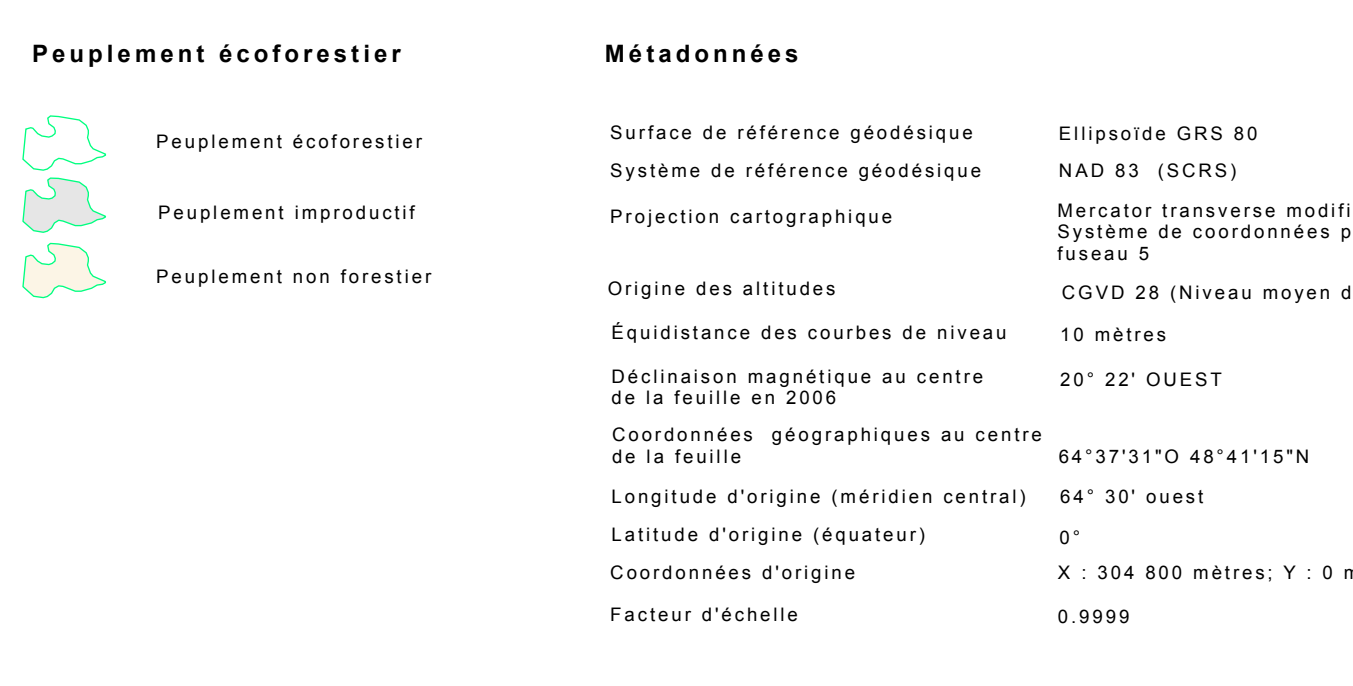 Peuplement écoforestier
Peuplement écoforestier
Peuplement improductif
Peuplement non forestier
Métadonnées
Surface de référence géodésique Ellipsoïde GRS 80
Système de référence géodésique NAD 83 (SCRS)
Projection cartographique Mercator transverse modifi
Système de coordonnées p
fuseau 5
Origine des altitudes CGVD 28 (Niveau moyen d
Équidistance des courbes de niveau 10 mètres
Déclinaison magnétique au centre 20° 22' OUEST
de la feuille en 2006
Coordonnées géographiques au centre
de la feuille 64°37'31"O 48°41'15"N
Longitude d'origine (méridien central) 64° 30' ouest
Latitude d'origine (équateur) 0°
Coordonnées d'origine X : 304 800 mètres; Y : 0 m
Facteur d'échelle 0.9999